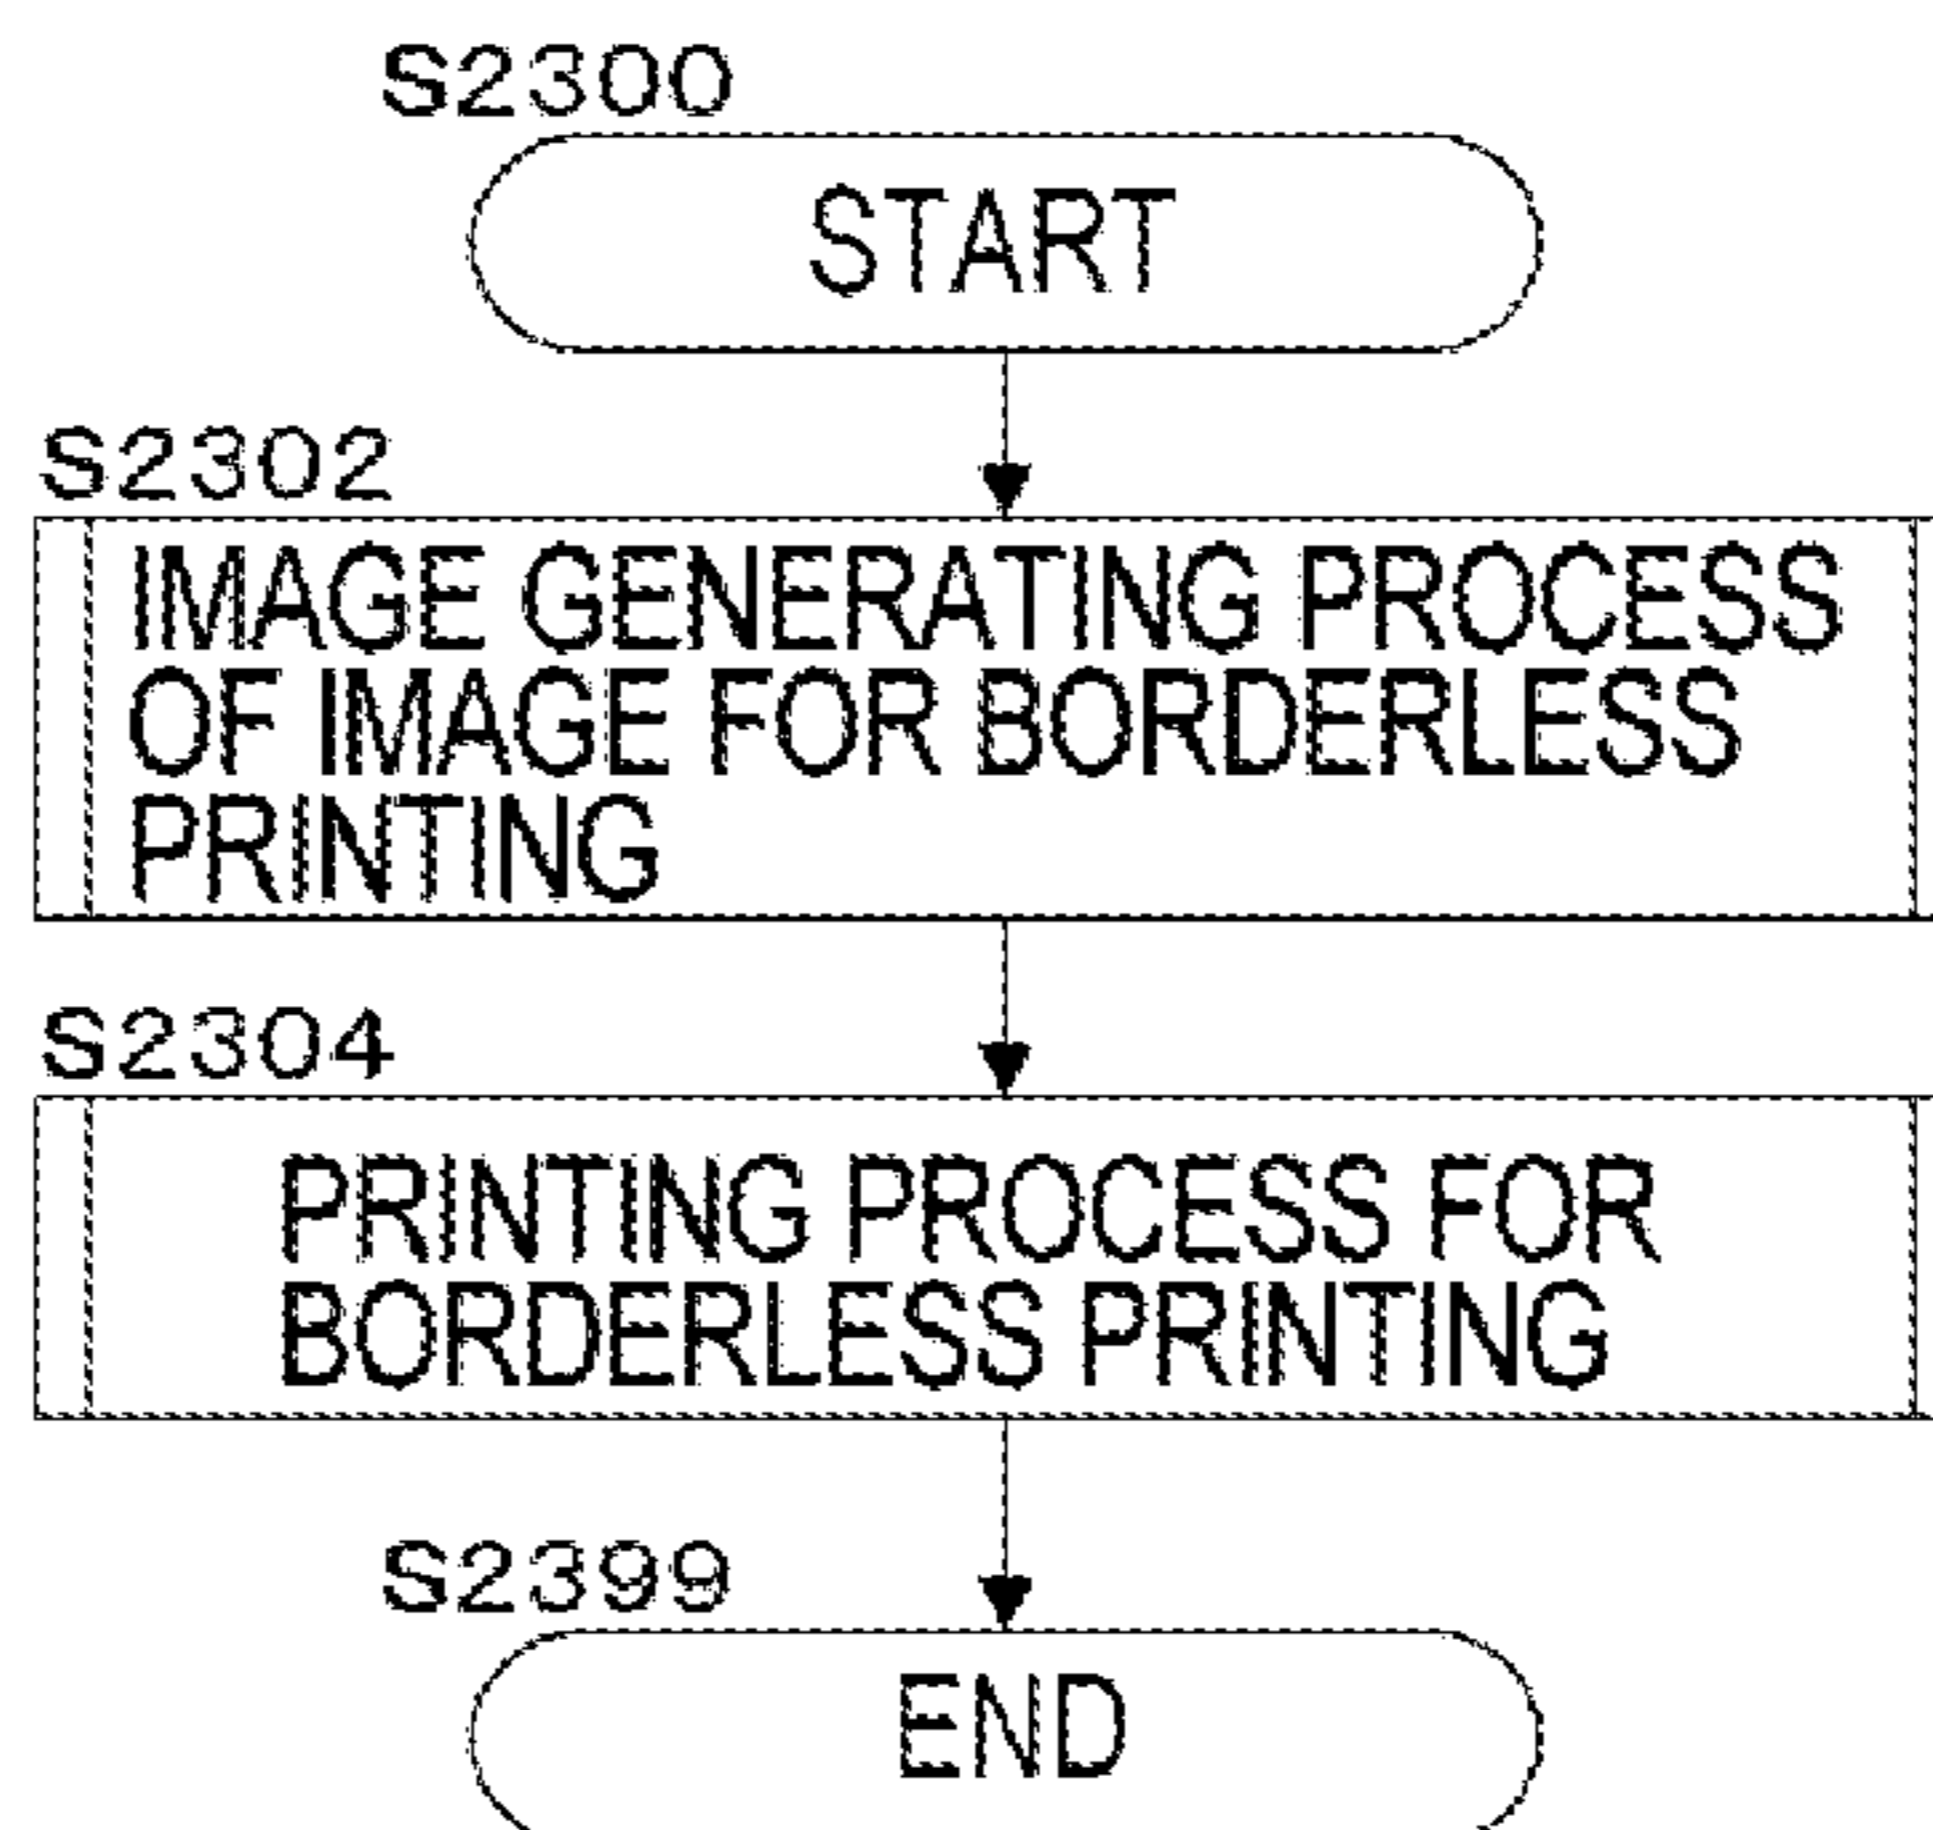 S2300
START
S2302
IMAGE GENERATING PROCESS
OF IMAGE FOR BORDERLESS
PRINTING
S2304
PRINTING PROCESS FOR
BORDERLESS PRINTING
S2399
END